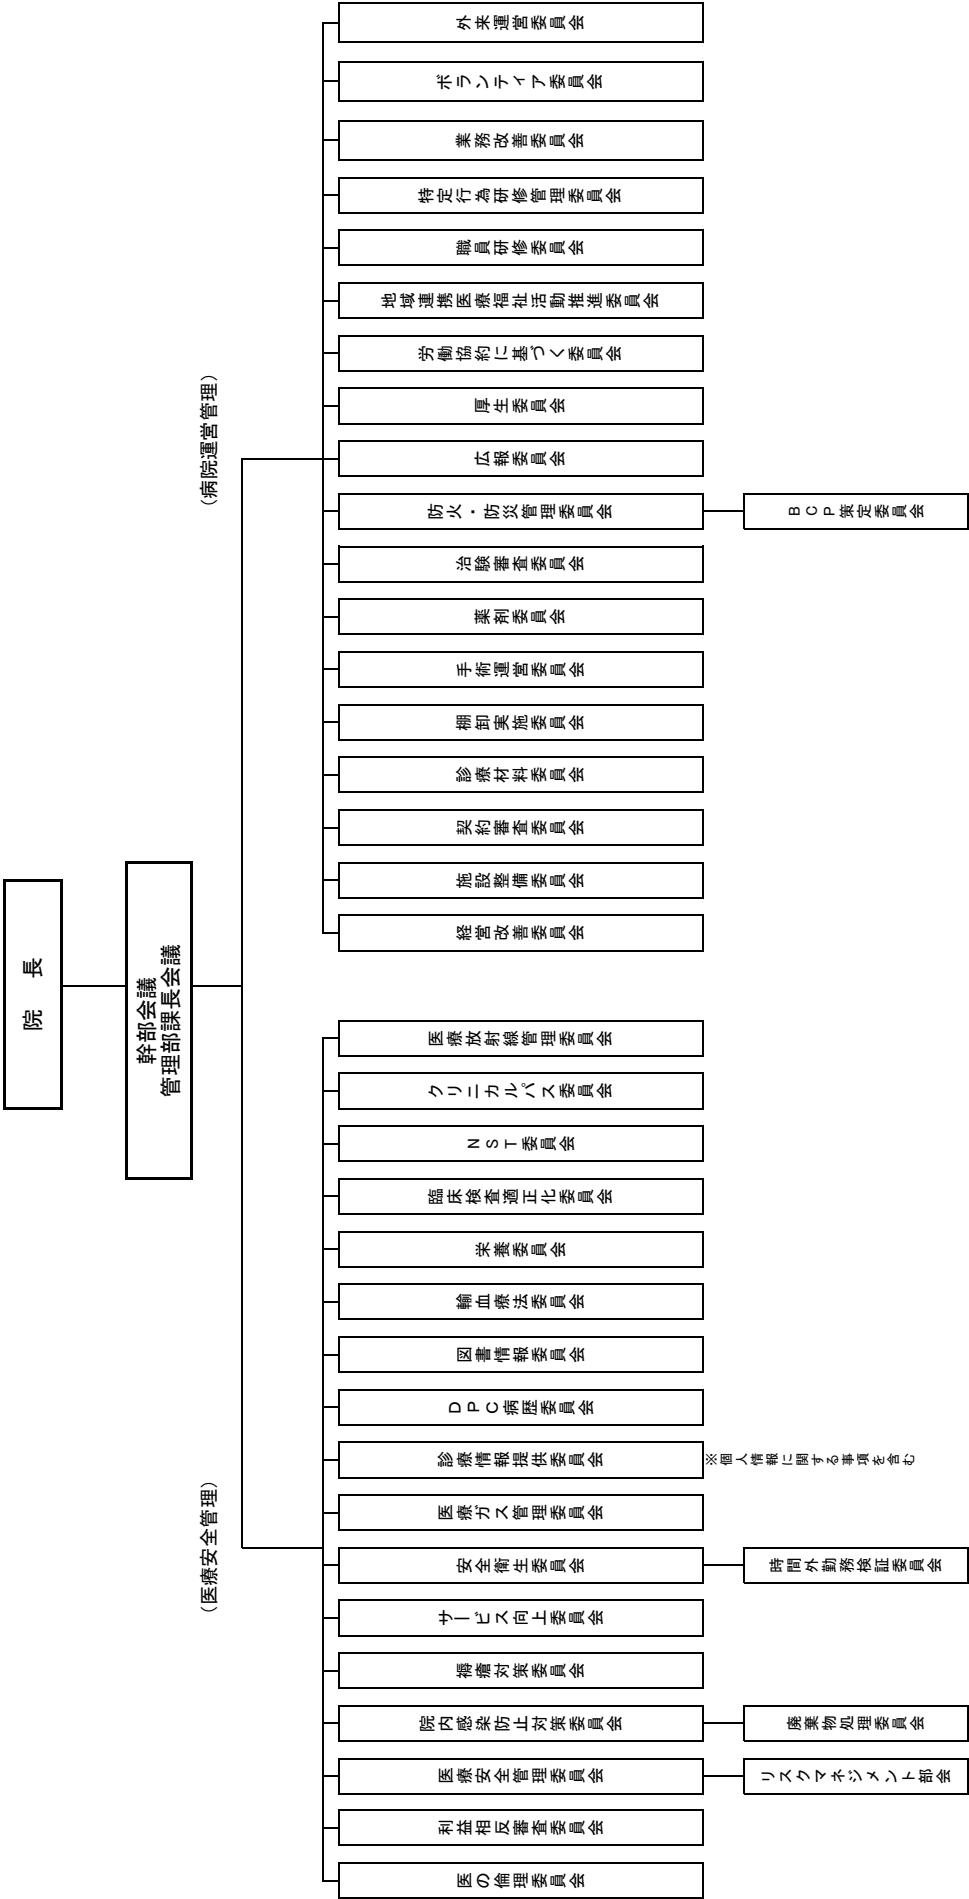 院　長
幹部会議
管理部課長会議
（医療安全管理）
医の倫理委員会
利益相反審査委員会
医療安全管理委員会
リスクマネジメント部会
院内感染防止対策委員会
廃棄物処理委員会
褥瘡対策委員会
サービス向上委員会
安全衛生委員会
時間外勤務検証委員会
医療ガス管理委員会
診療情報提供委員会
※個人情報に関する事項を含む
ＤＰＣ病歴委員会
図書情報委員会
輸血療法委員会
栄養委員会
臨床検査適正化委員会
ＮＳＴ委員会
クリニカルパス委員会
医療放射線管理委員会
（病院運営管理）
経営改善委員会
施設整備委員会
契約審査委員会
診療材料委員会
棚卸実施委員会
手術運営委員会
薬剤委員会
治験審査委員会
防火・防災管理委員会
ＢＣＰ策定委員会
広報委員会
厚生委員会
労働協約に基づく委員会
地域連携医療福祉活動推進委員会
職員研修委員会
特定行為研修管理委員会
業務改善委員会
ボランティア委員会
外来運営委員会